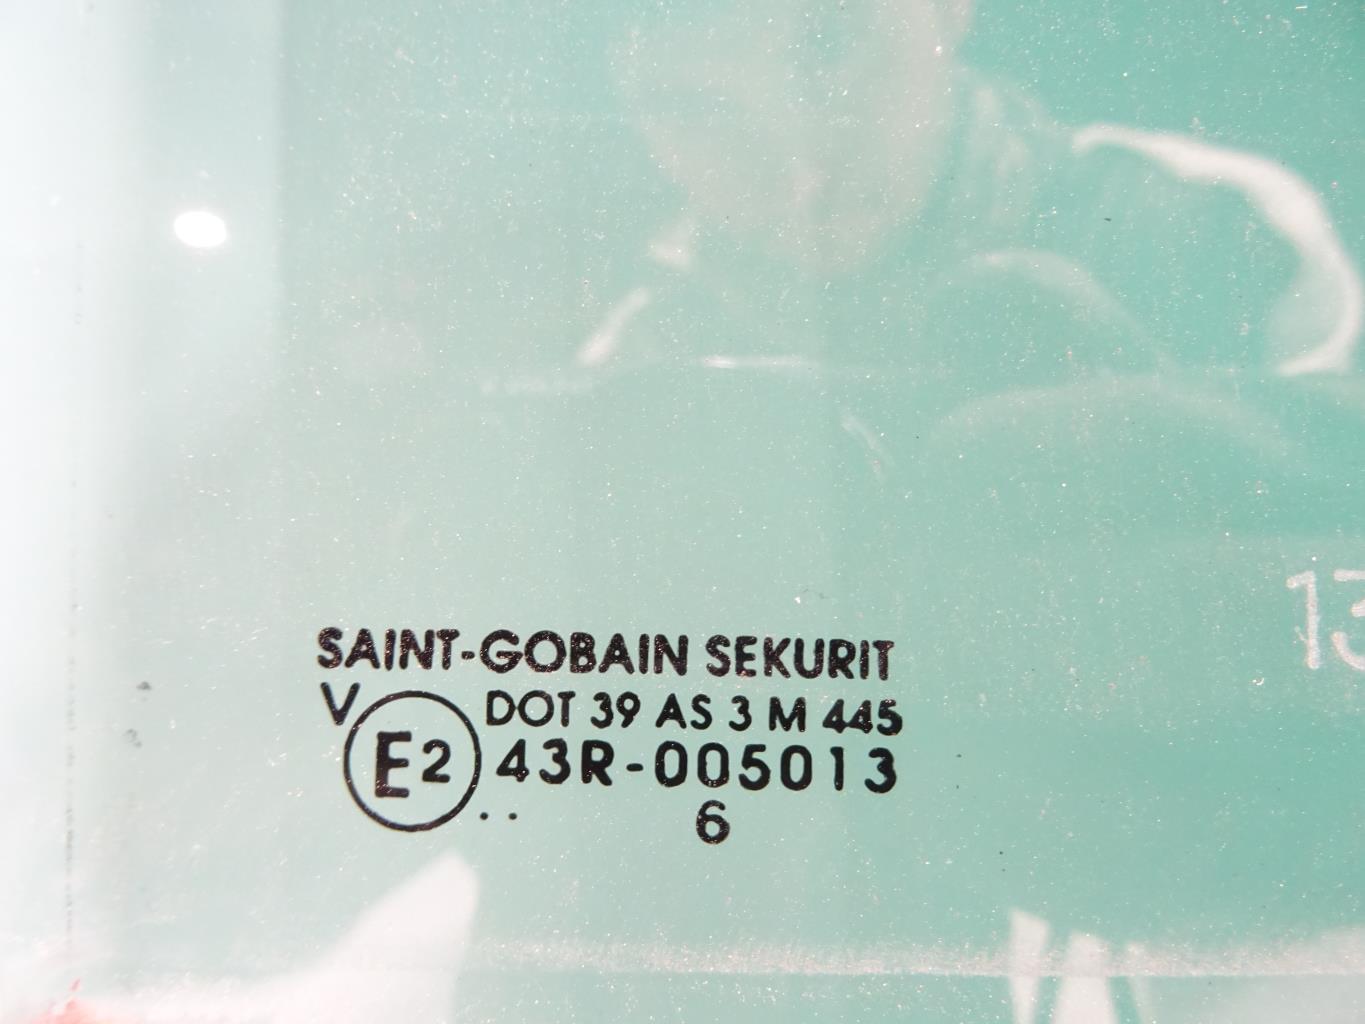 SAINT-GOBAIN SEKURIT
V DOT 39 AS 3 M 445
E2 43R-005013
.. 6
13